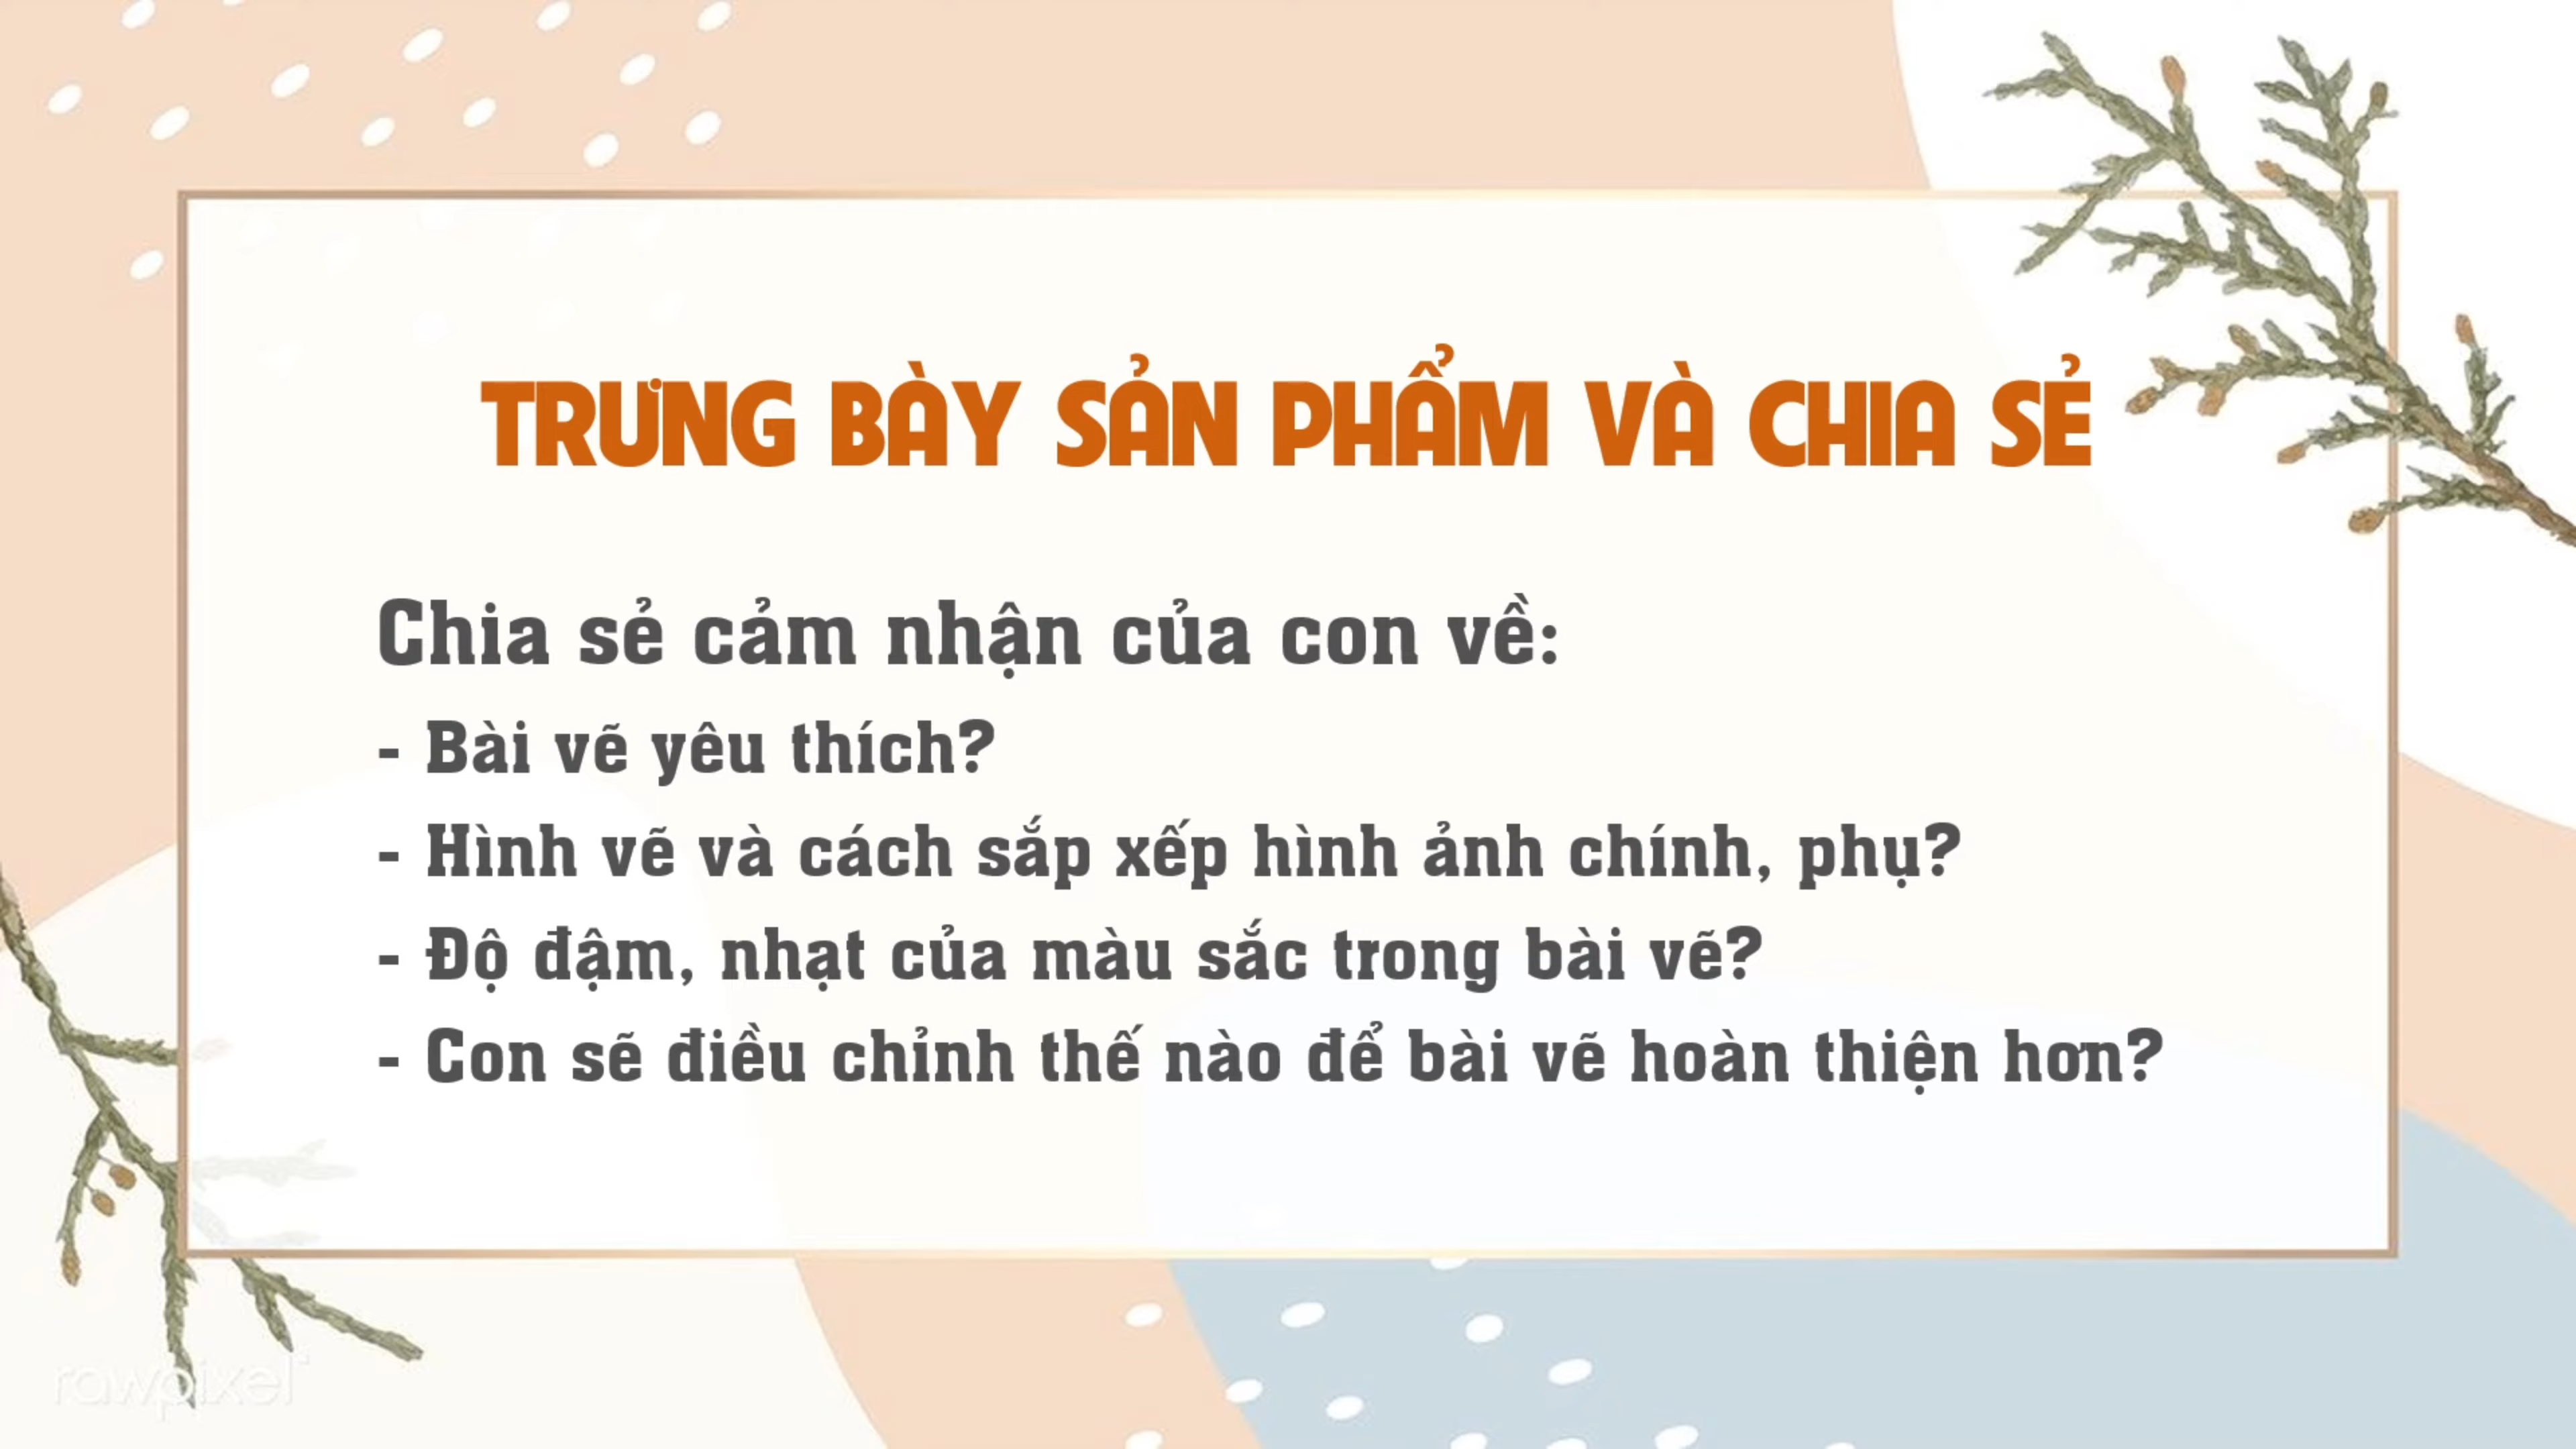 TRƯNG BÀY SẢN PHẨM VÀ CHIA SẺ
Chia sẻ cảm nhận của con về:
- Bài vẽ yêu thích?
- Hình vẽ và cách sắp xếp hình ảnh chính, phụ?
- Độ đậm, nhạt của màu sắc trong bài vẽ?
- Con sẽ điều chỉnh thế nào để bài vẽ hoàn thiện hơn?
rawpixel